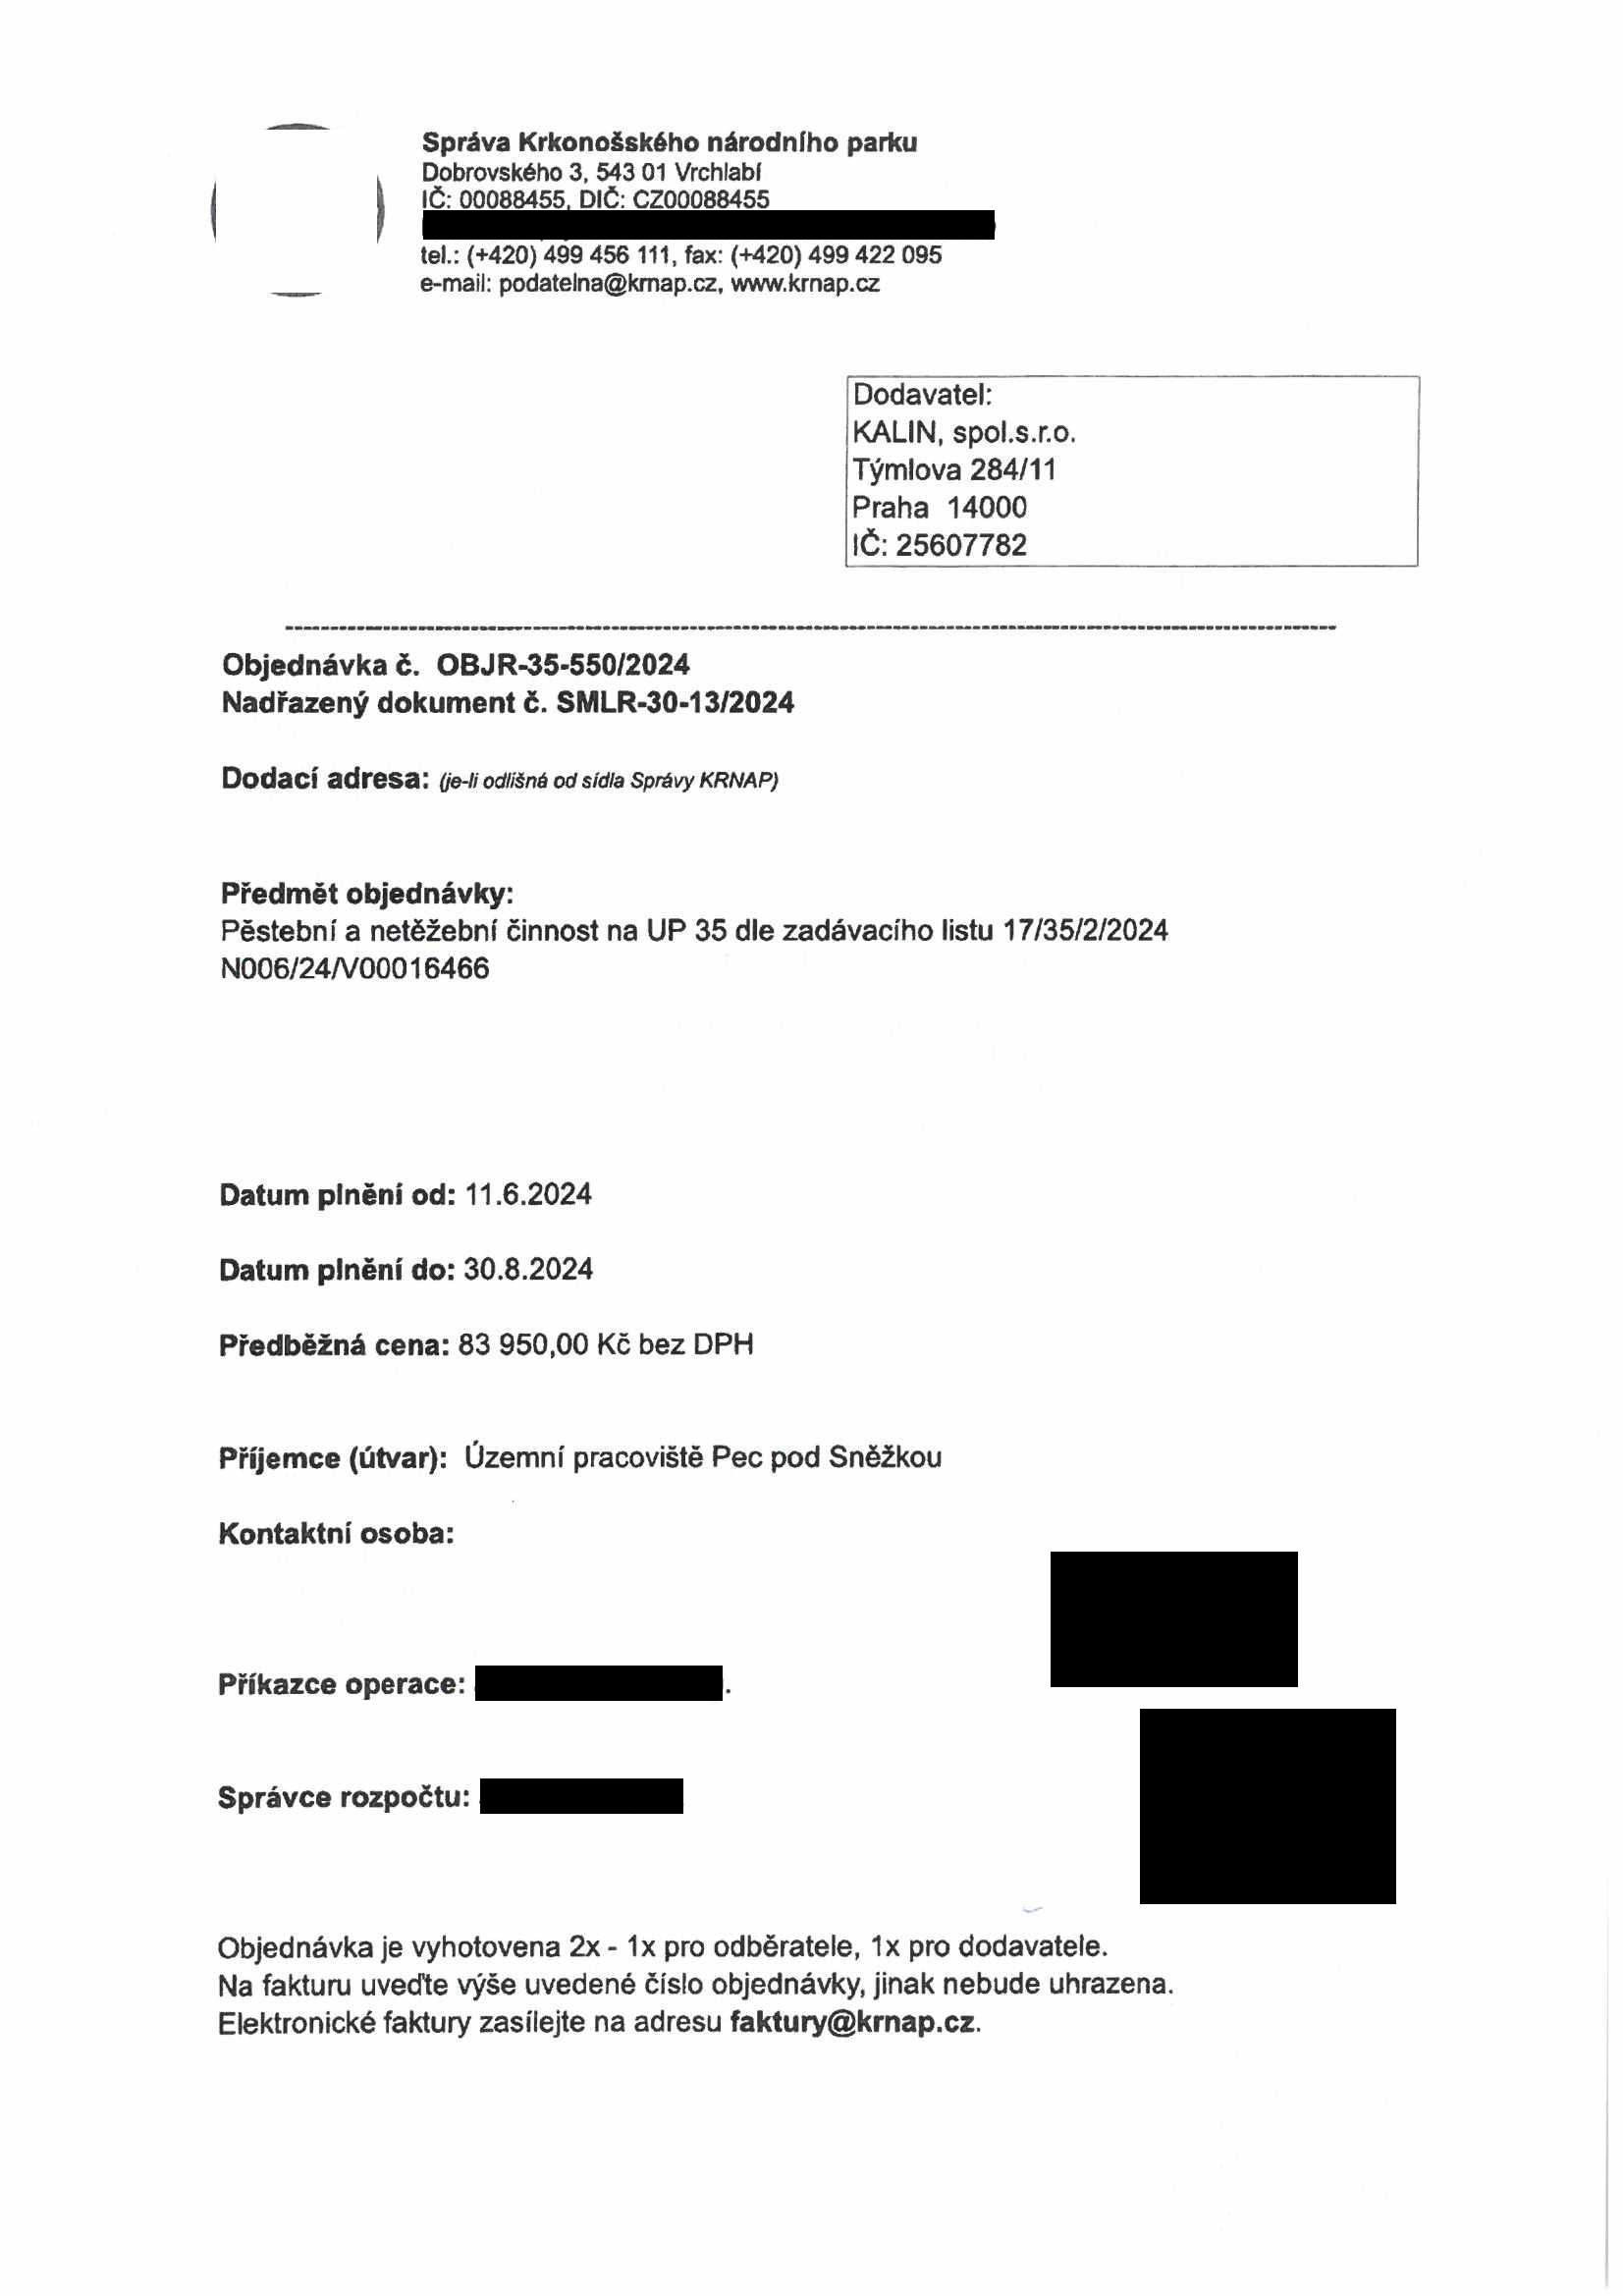 Správa Krkonošského národního parku
Dobrovského 3, 543 01 Vrchlabí
IČ: 00088455, DIČ: CZ00088455
tel.: (+420) 499 456 111, fax: (+420) 499 422 095
e-mail: podatelna@krnap.cz, www.krnap.cz
Dodavatel:
KALIN, spol.s.r.o.
Týmlova 284/11
Praha  14000
IČ: 25607782
Objednávka č.  OBJR-35-550/2024
Nadřazený dokument č. SMLR-30-13/2024
Dodací adresa: (je-li odlišná od sídla Správy KRNAP)
Předmět objednávky:
Pěstební a netěžební činnost na UP 35 dle zadávacího listu 17/35/2/2024
N006/24/V00016466
Datum plnění od: 11.6.2024
Datum plnění do: 30.8.2024
Předběžná cena: 83 950,00 Kč bez DPH
Příjemce (útvar):  Územní pracoviště Pec pod Sněžkou
Kontaktní osoba:
Příkazce operace: .
Správce rozpočtu:
Objednávka je vyhotovena 2x - 1x pro odběratele, 1x pro dodavatele.
Na fakturu uveďte výše uvedené číslo objednávky, jinak nebude uhrazena.
Elektronické faktury zasílejte na adresu faktury@krnap.cz.